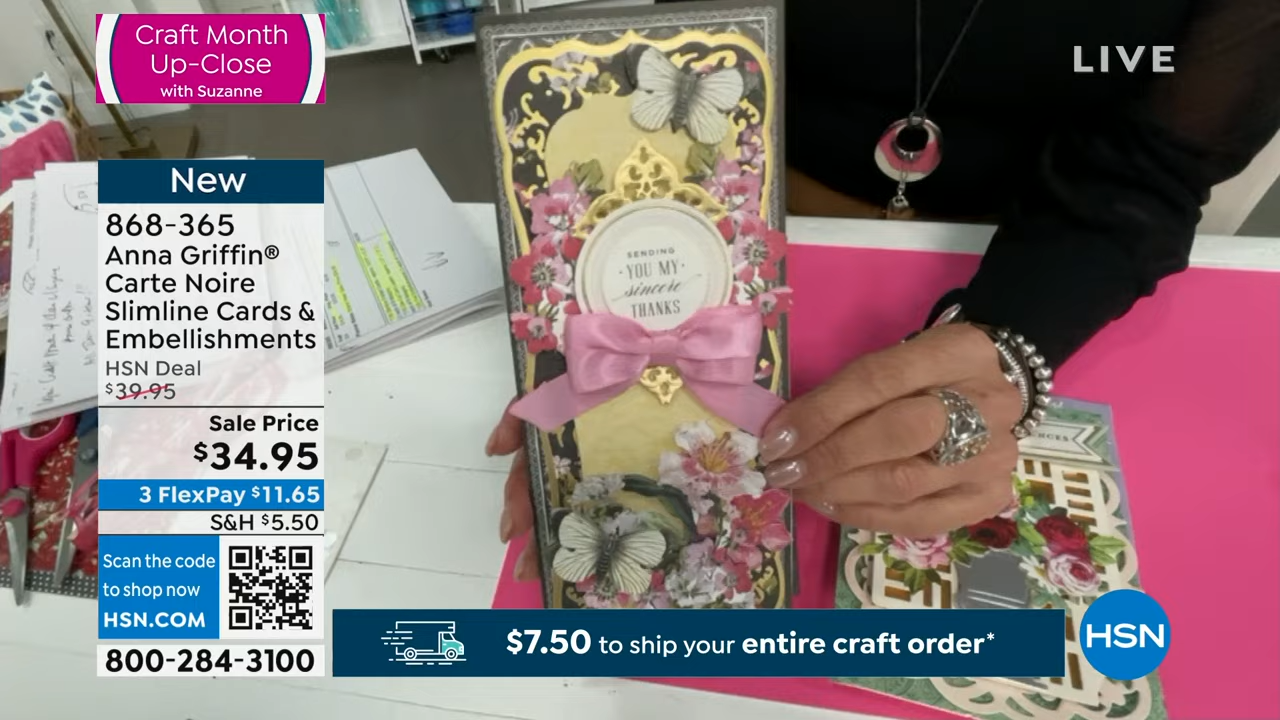 Craft Month
Up-Close
with Suzanne
LIVE
New
868-365
Anna Griffin®
Carte Noire
Slimline Cards &
Embellishments
HSN Deal
$39.95
Sale Price
$34.95
3 FlexPay $11.65
S&H $5.50
Scan the code
to shop now
HSN.COM
800-284-3100
SENDING
·YOU MY·
sincere
THANKS
$7.50 to ship your entire craft order*
HSN